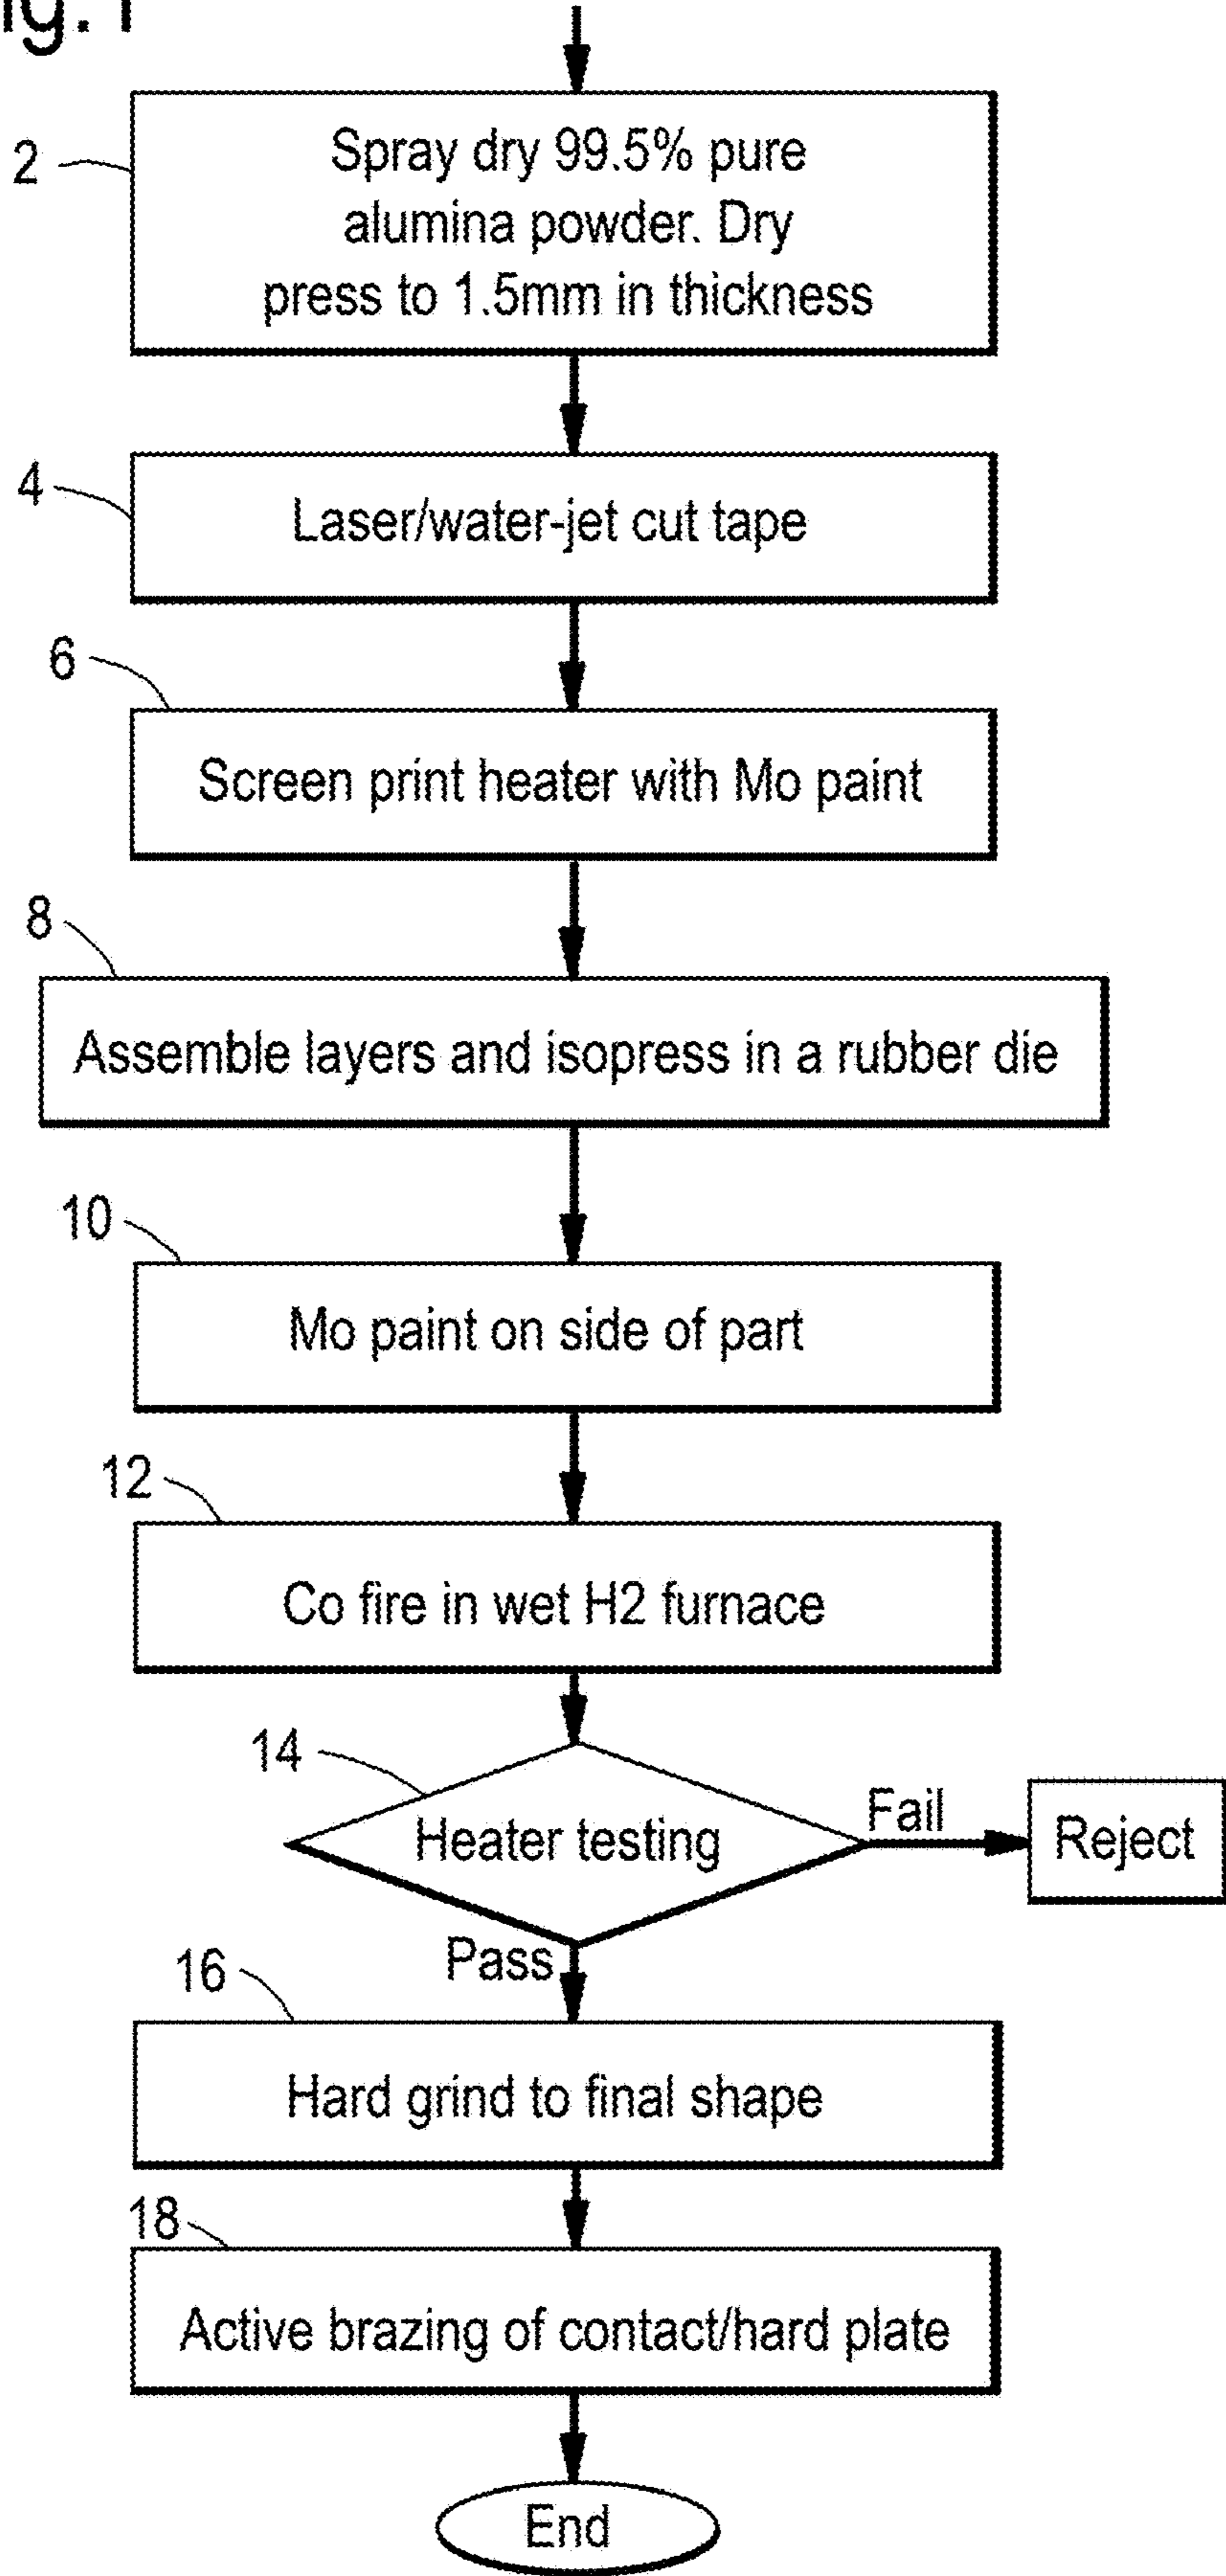 2
Spray dry 99.5% pure
alumina powder. Dry
press to 1.5mm in thickness
4
Laser/water-jet cut tape
6
Screen print heater with Mo paint
8
Assemble layers and isopress in a rubber die
10
Mo paint on side of part
12
Co fire in wet H2 furnace
14
Heater testing
Fail
Reject
Pass
16
Hard grind to final shape
18
Active brazing of contact/hard plate
End